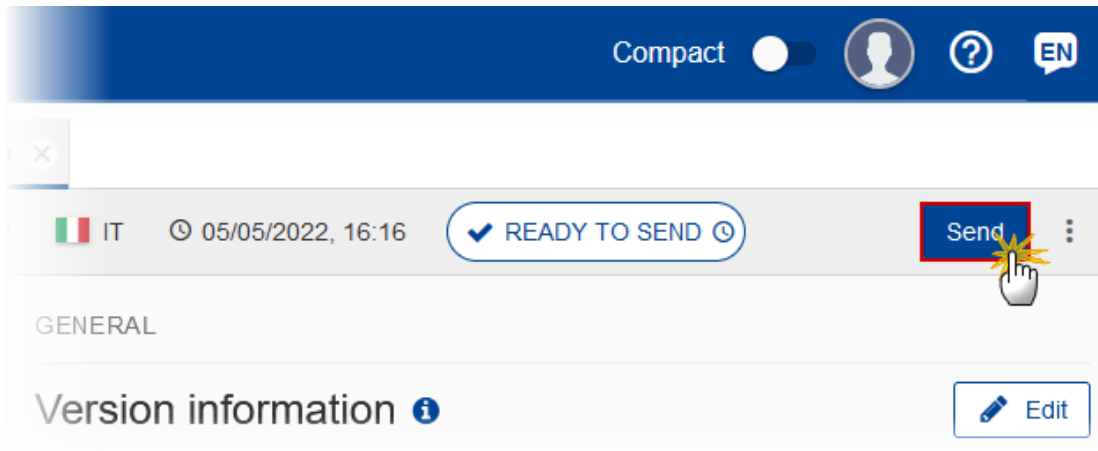 Compact EN
IT 05/05/2022, 16:16 READY TO SEND Send
GENERAL
Version information
Edit